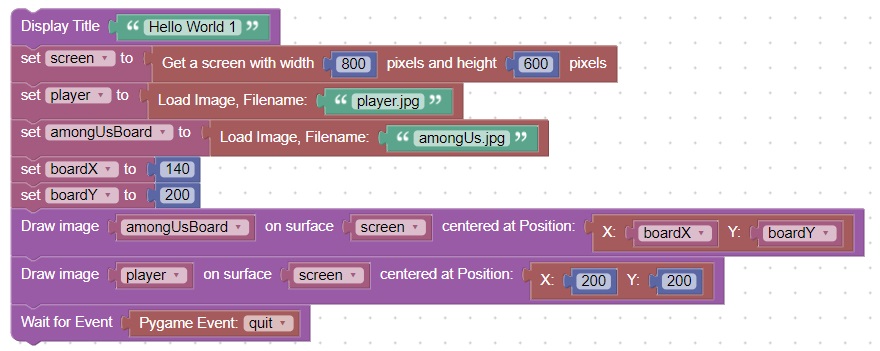 Display Title “ Hello World 1 ”
set screen to Get a screen with width 800 pixels and height 600 pixels
set player to Load Image, Filename: “ player.jpg ”
set amongUsBoard to Load Image, Filename: “ amongUs.jpg ”
set boardX to 140
set boardY to 200
Draw image amongUsBoard on surface screen centered at Position: X: boardX Y: boardY
Draw image player on surface screen centered at Position: X: 200 Y: 200
Wait for Event Pygame Event: quit